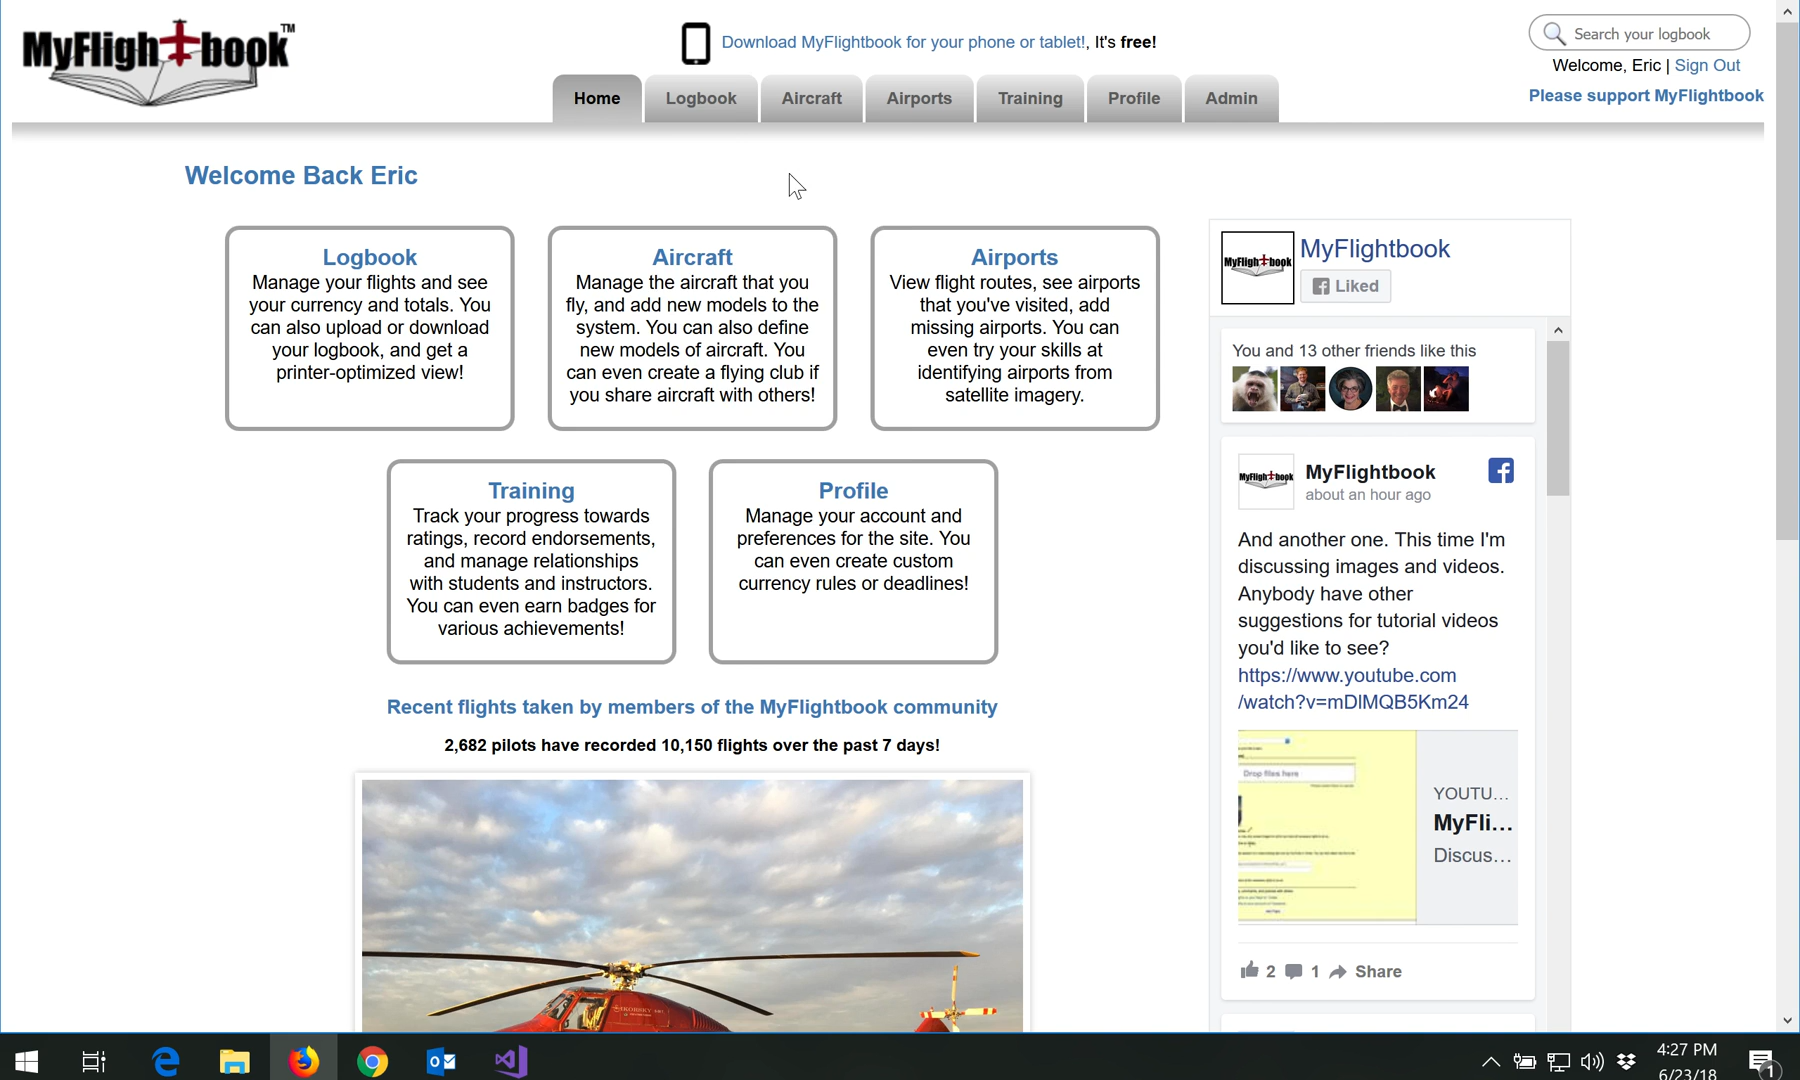 MyFlightbook™
Download MyFlightbook for your phone or tablet!, It's free!
Search your logbook
Welcome, Eric | Sign Out
Please support MyFlightbook
Home
Logbook
Aircraft
Airports
Training
Profile
Admin
Welcome Back Eric
Logbook
Manage your flights and see
your currency and totals. You
can also upload or download
your logbook, and get a
printer-optimized view!
Aircraft
Manage the aircraft that you
fly, and add new models to the
system. You can also define
new models of aircraft. You
can even create a flying club if
you share aircraft with others!
Airports
View flight routes, see airports
that you've visited, add
missing airports. You can
even try your skills at
identifying airports from
satellite imagery.
Training
Track your progress towards
ratings, record endorsements,
and manage relationships
with students and instructors.
You can even earn badges for
various achievements!
Profile
Manage your account and
preferences for the site. You
can even create custom
currency rules or deadlines!
Recent flights taken by members of the MyFlightbook community
2,682 pilots have recorded 10,150 flights over the past 7 days!
SIKORSKY
MyFlightbook
MyFlightbook
Liked
You and 13 other friends like this
MyFlightbook
MyFlightbook
about an hour ago
And another one. This time I'm
discussing images and videos.
Anybody have other
suggestions for tutorial videos
you'd like to see?
https://www.youtube.com
/watch?v=mDlMQB5Km24
Drop files here
YOUTU...
MyFli...
Discus...
2 1 Share
4:27 PM
6/23/18
1